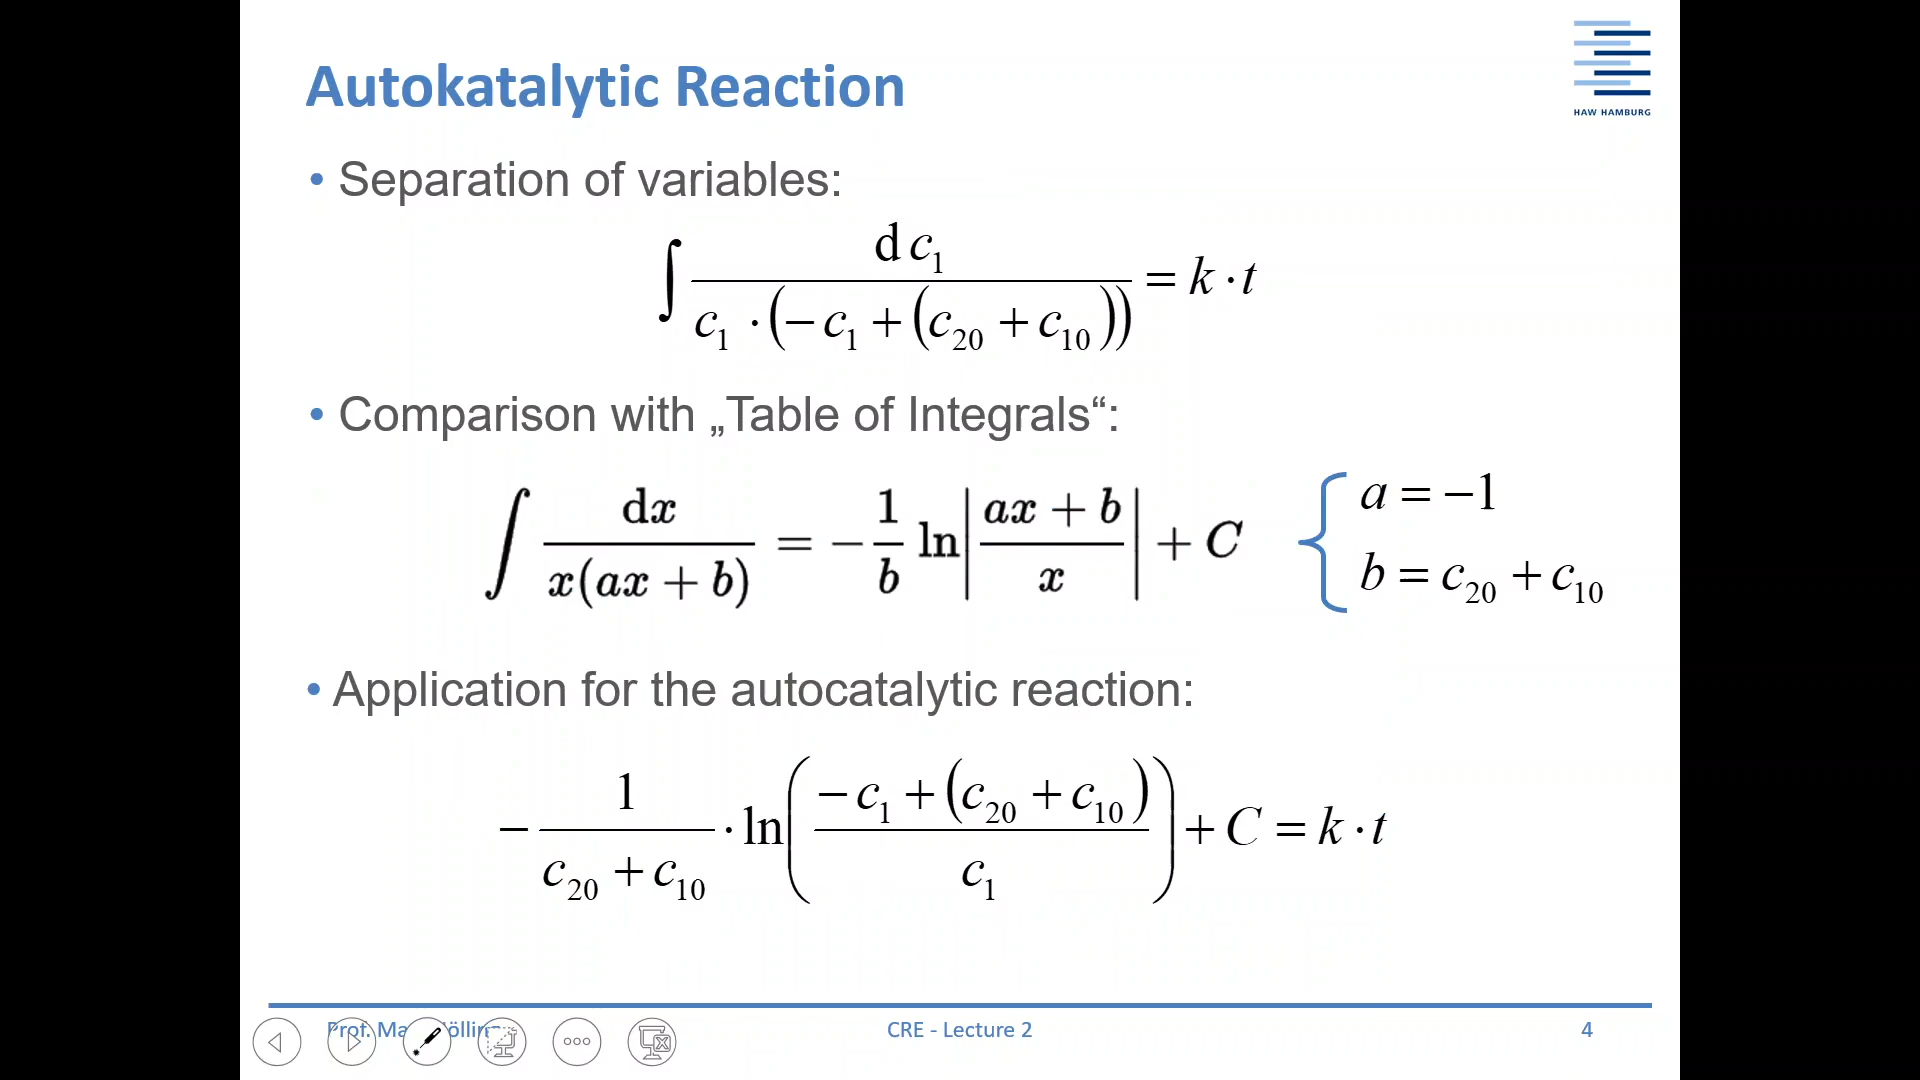 Autokatalytic Reaction
HAW HAMBURG
• Separation of variables:
∫ d c₁ / (c₁ · (− c₁ + (c₂₀ + c₁₀))) = k · t
• Comparison with „Table of Integrals“:
∫ dx / (x(ax + b)) = − 1/b ln |(ax + b) / x| + C
a = −1
b = c₂₀ + c₁₀
• Application for the autocatalytic reaction:
− 1 / (c₂₀ + c₁₀) · ln ((− c₁ + (c₂₀ + c₁₀)) / c₁) + C = k · t
Prof.
CRE - Lecture 2
4